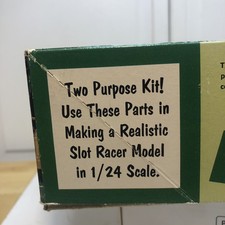 Two Purpose Kit!
Use These Parts in
Making a Realistic
Slot Racer Model
in 1/24 Scale.